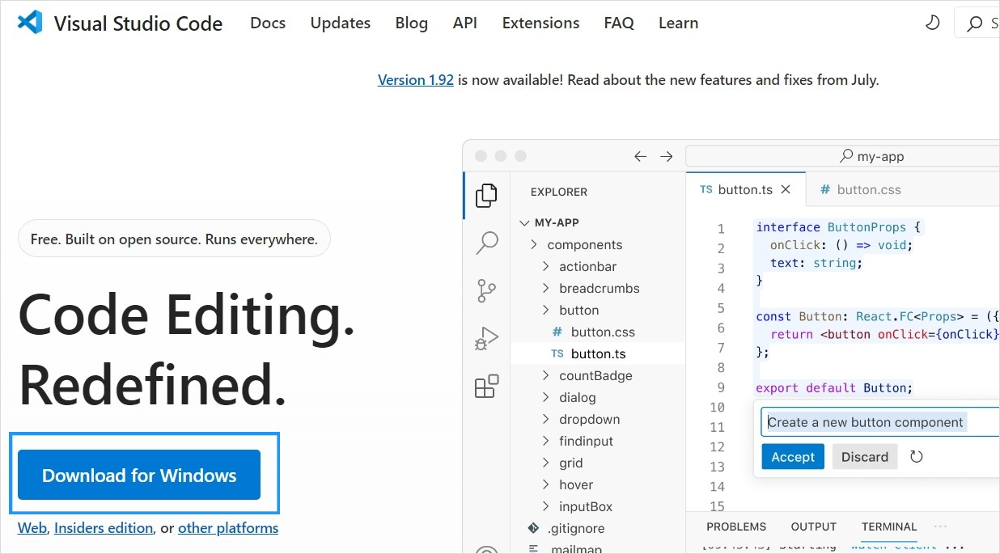 Visual Studio Code Docs Updates Blog API Extensions FAQ Learn
Version 1.92 is now available! Read about the new features and fixes from July.
Free. Built on open source. Runs everywhere.
Code Editing.
Redefined.
Download for Windows
Web, Insiders edition, or other platforms
my-app
EXPLORER
MY-APP
components
actionbar
breadcrumbs
button
# button.css
TS button.ts
countBadge
dialog
dropdown
findinput
grid
hover
inputBox
.gitignore
.mailmap
TS button.ts
# button.css
1 interface ButtonProps {
2 onClick: () => void;
3 text: string;
4 }
5
6 const Button: React.FC<Props> = ({
7 return <button onClick={onClick}
8 };
9
10 export default Button;
11
12
13
14
15
Create a new button component
Accept Discard
PROBLEMS OUTPUT TERMINAL ···
Starting watch-client ...